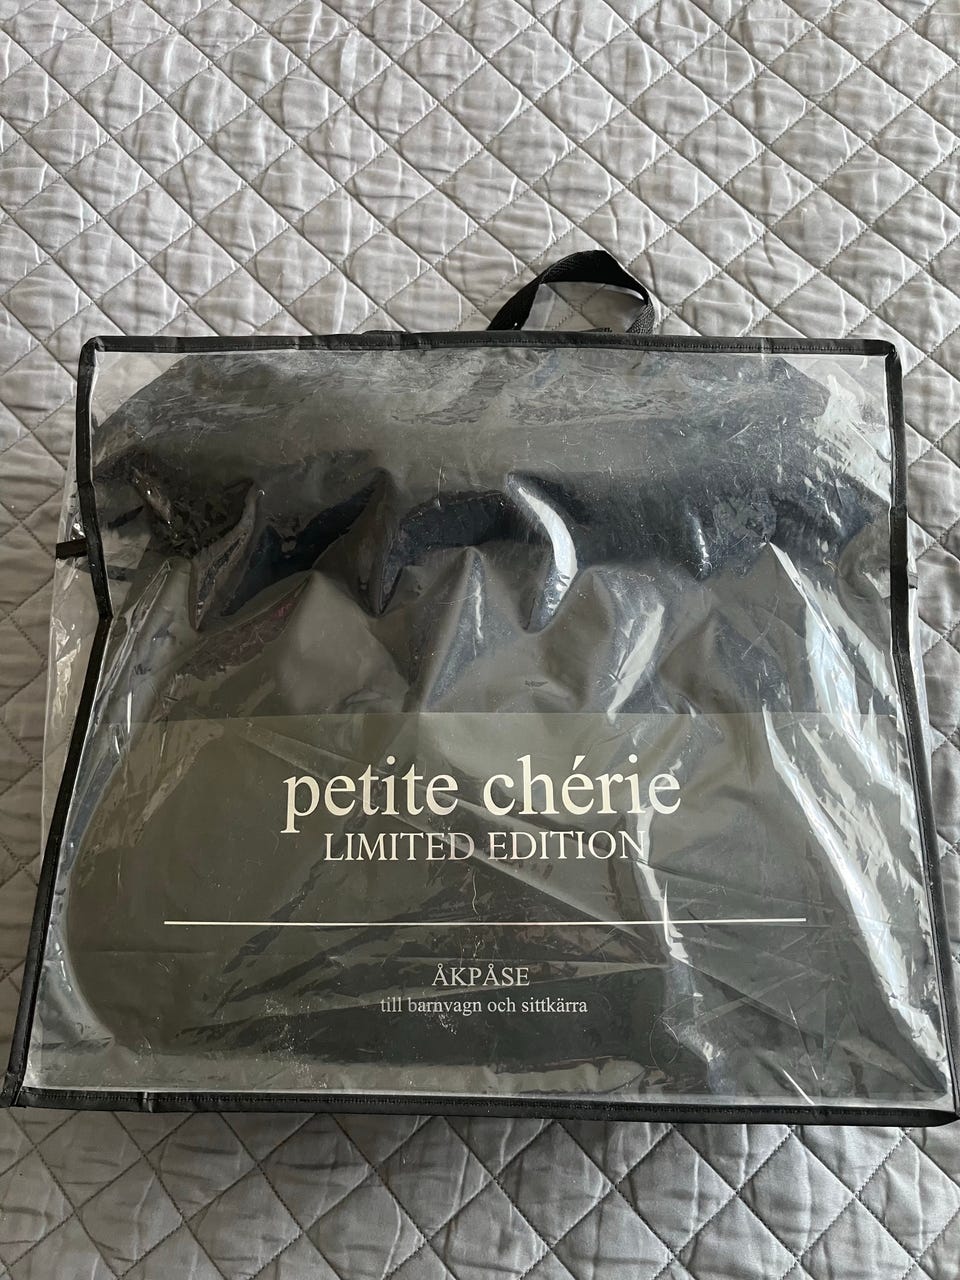 petite chérie
LIMITED EDITION
ÅKPÅSE
till barnvagn och sittkärra